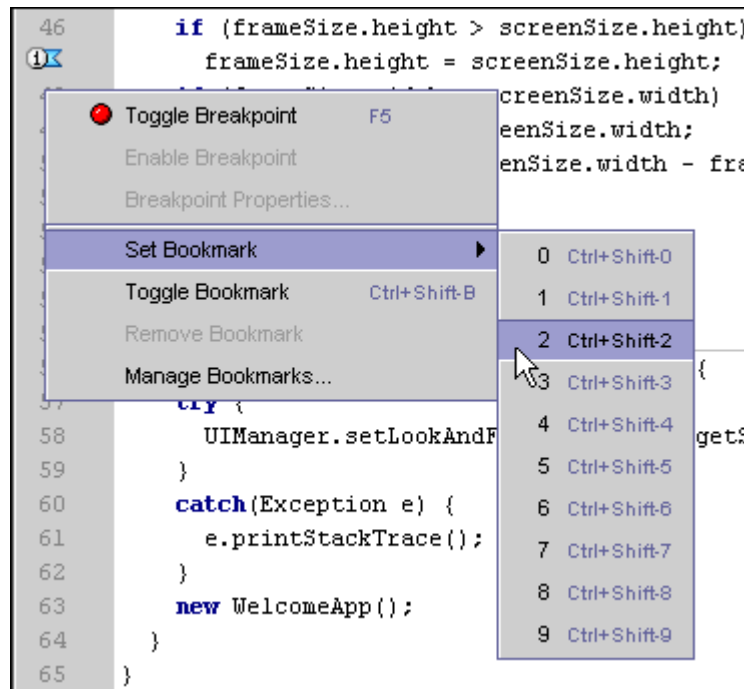 46 if (frameSize.height > screenSize.height)
1 frameSize.height = screenSize.height;
creenSize.width)
Toggle Breakpoint F5
eenSize.width;
Enable Breakpoint
enSize.width - fra
Breakpoint Properties...
Set Bookmark
0 Ctrl+Shift-0
Toggle Bookmark Ctrl+Shift-B
1 Ctrl+Shift-1
Remove Bookmark
2 Ctrl+Shift-2
Manage Bookmarks...
3 Ctrl+Shift-3
{
57 try {
4 Ctrl+Shift-4
58 UIManager.setLookAndF
getS
5 Ctrl+Shift-5
59 }
6 Ctrl+Shift-6
60 catch(Exception e) {
61 e.printStackTrace();
7 Ctrl+Shift-7
62 }
8 Ctrl+Shift-8
63 new WelcomeApp();
9 Ctrl+Shift-9
64 }
65 }